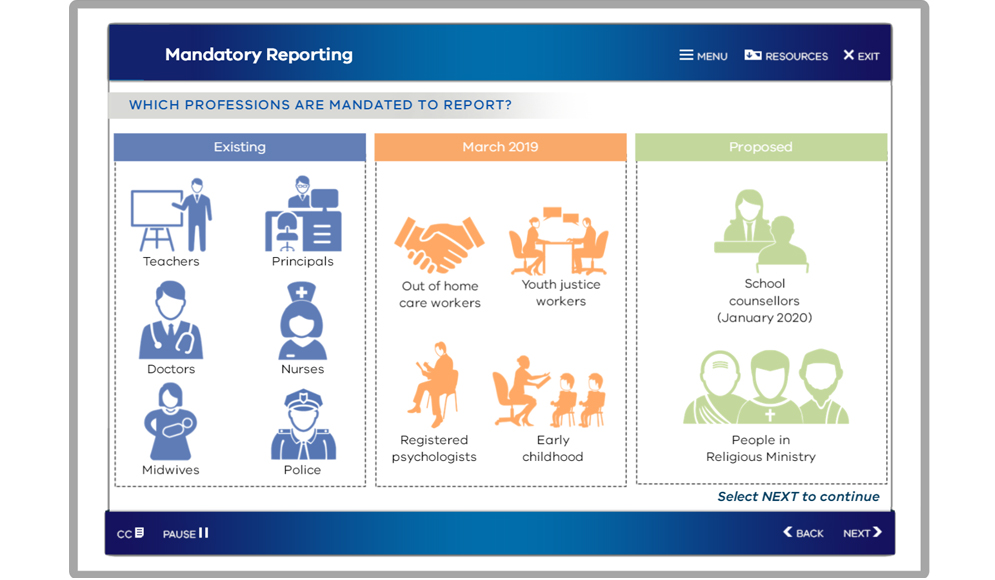 Mandatory Reporting
MENU
RESOURCES
EXIT
WHICH PROFESSIONS ARE MANDATED TO REPORT?
Existing
Teachers
Principals
Doctors
Nurses
Midwives
Police
March 2019
Out of home
care workers
Youth justice
workers
Registered
psychologists
Early
childhood
Proposed
School
counsellors
(January 2020)
People in
Religious Ministry
Select NEXT to continue
CC
PAUSE
BACK
NEXT